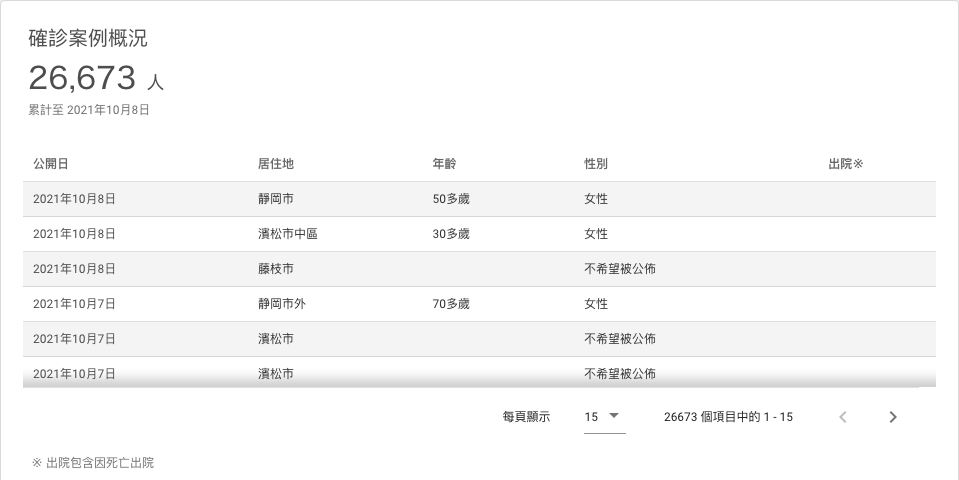 確診案例概況
26,673 人
累計至 2021年10月8日
公開日 居住地 年齡 性別 出院※
2021年10月8日 靜岡市 50多歲 女性
2021年10月8日 濱松市中區 30多歲 女性
2021年10月8日 藤枝市 不希望被公佈
2021年10月7日 靜岡市外 70多歲 女性
2021年10月7日 濱松市 不希望被公佈
2021年10月7日 濱松市 不希望被公佈
每頁顯示 15 26673 個項目中的 1 - 15
※ 出院包含因死亡出院